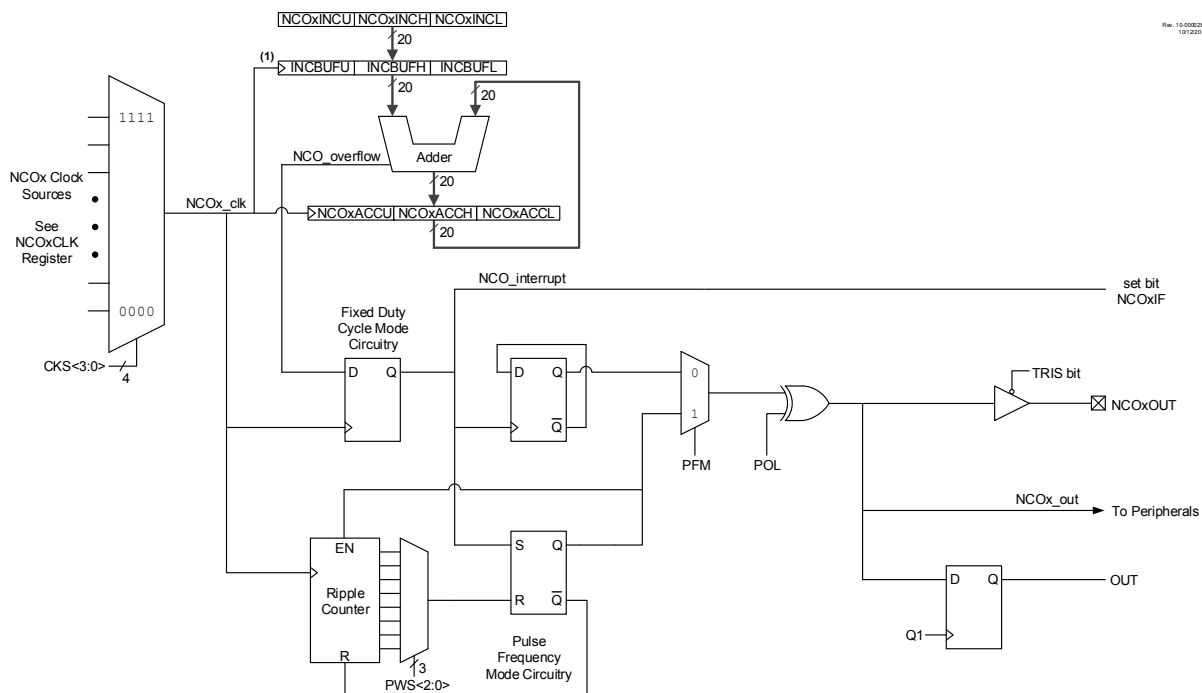 NCOxINCU NCOxINCH NCOxINCL
20
Rev. 10-000028
(1)
INCBUFU INCBUFH INCBUFL
20
20
1111
NCO_overflow
Adder
20
NCOx Clock
Sources
NCOx_clk
NCOxACCU NCOxACCH NCOxACCL
20
See
NCOxCLK
Register
NCO_interrupt
set bit
NCOxIF
0000
Fixed Duty
Cycle Mode
Circuitry
CKS<3:0>
4
D Q
Q
Q
0
1
TRIS bit
NCOxOUT
PFM
POL
NCOx_out
To Peripherals
EN
Ripple
Counter
R
S Q
R Q
D Q
OUT
Q1
3
PWS<2:0>
Pulse
Frequency
Mode Circuitry